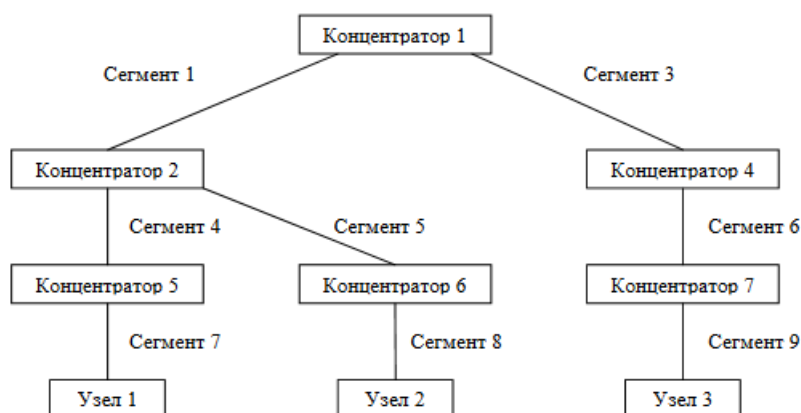 Концентратор 1
Сегмент 1
Сегмент 3
Концентратор 2
Концентратор 4
Сегмент 4
Сегмент 5
Сегмент 6
Концентратор 5
Концентратор 6
Концентратор 7
Сегмент 7
Сегмент 8
Сегмент 9
Узел 1
Узел 2
Узел 3